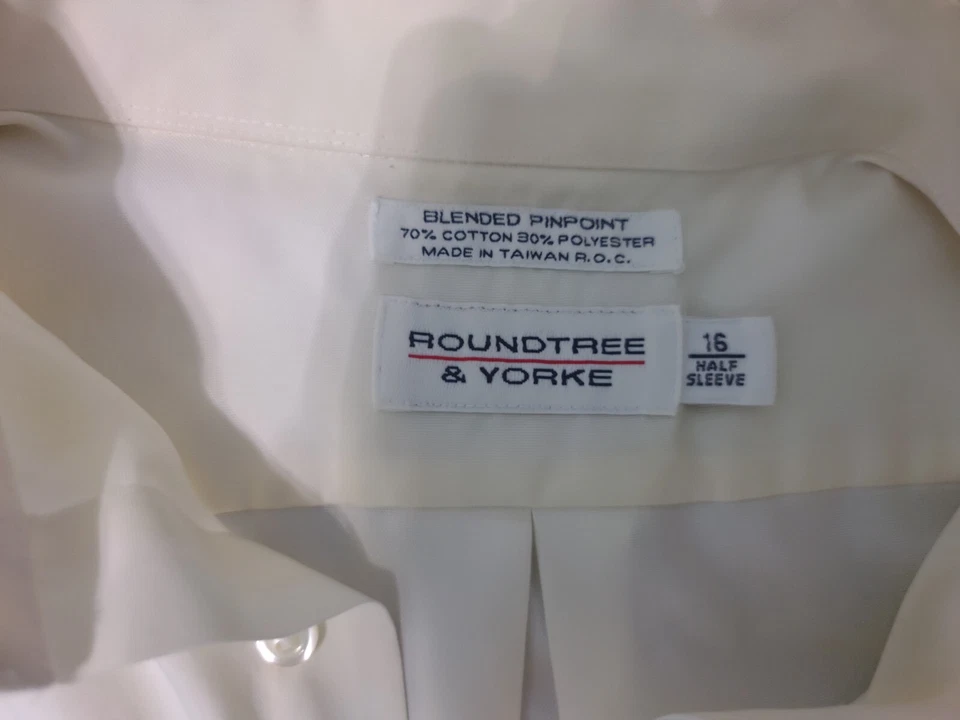 BLENDED PINPOINT
70% COTTON 30% POLYESTER
MADE IN TAIWAN R.O.C.
ROUNDTREE
& YORKE
16
HALF
SLEEVE